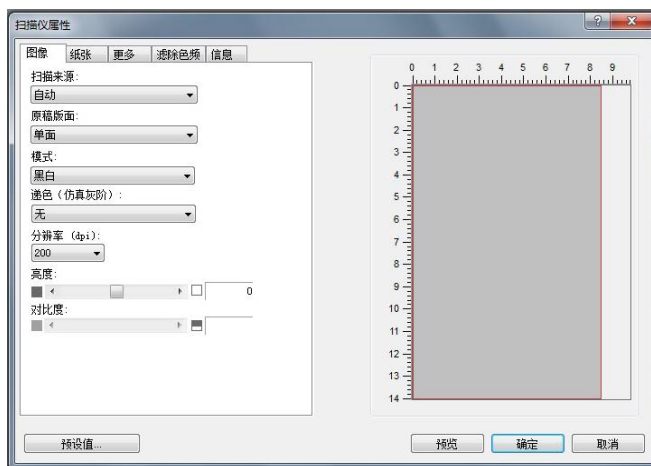 扫描仪属性
图像 纸张 更多 滤除色频 信息
扫描来源:
自动
原稿版面:
单面
模式:
黑白
递色（仿真灰阶）:
无
分辨率 (dpi):
200
亮度:
0
对比度:
0 1 2 3 4 5 6 7 8 9
0
1
2
3
4
5
6
7
8
9
10
11
12
13
14
预设值... 预览 确定 取消